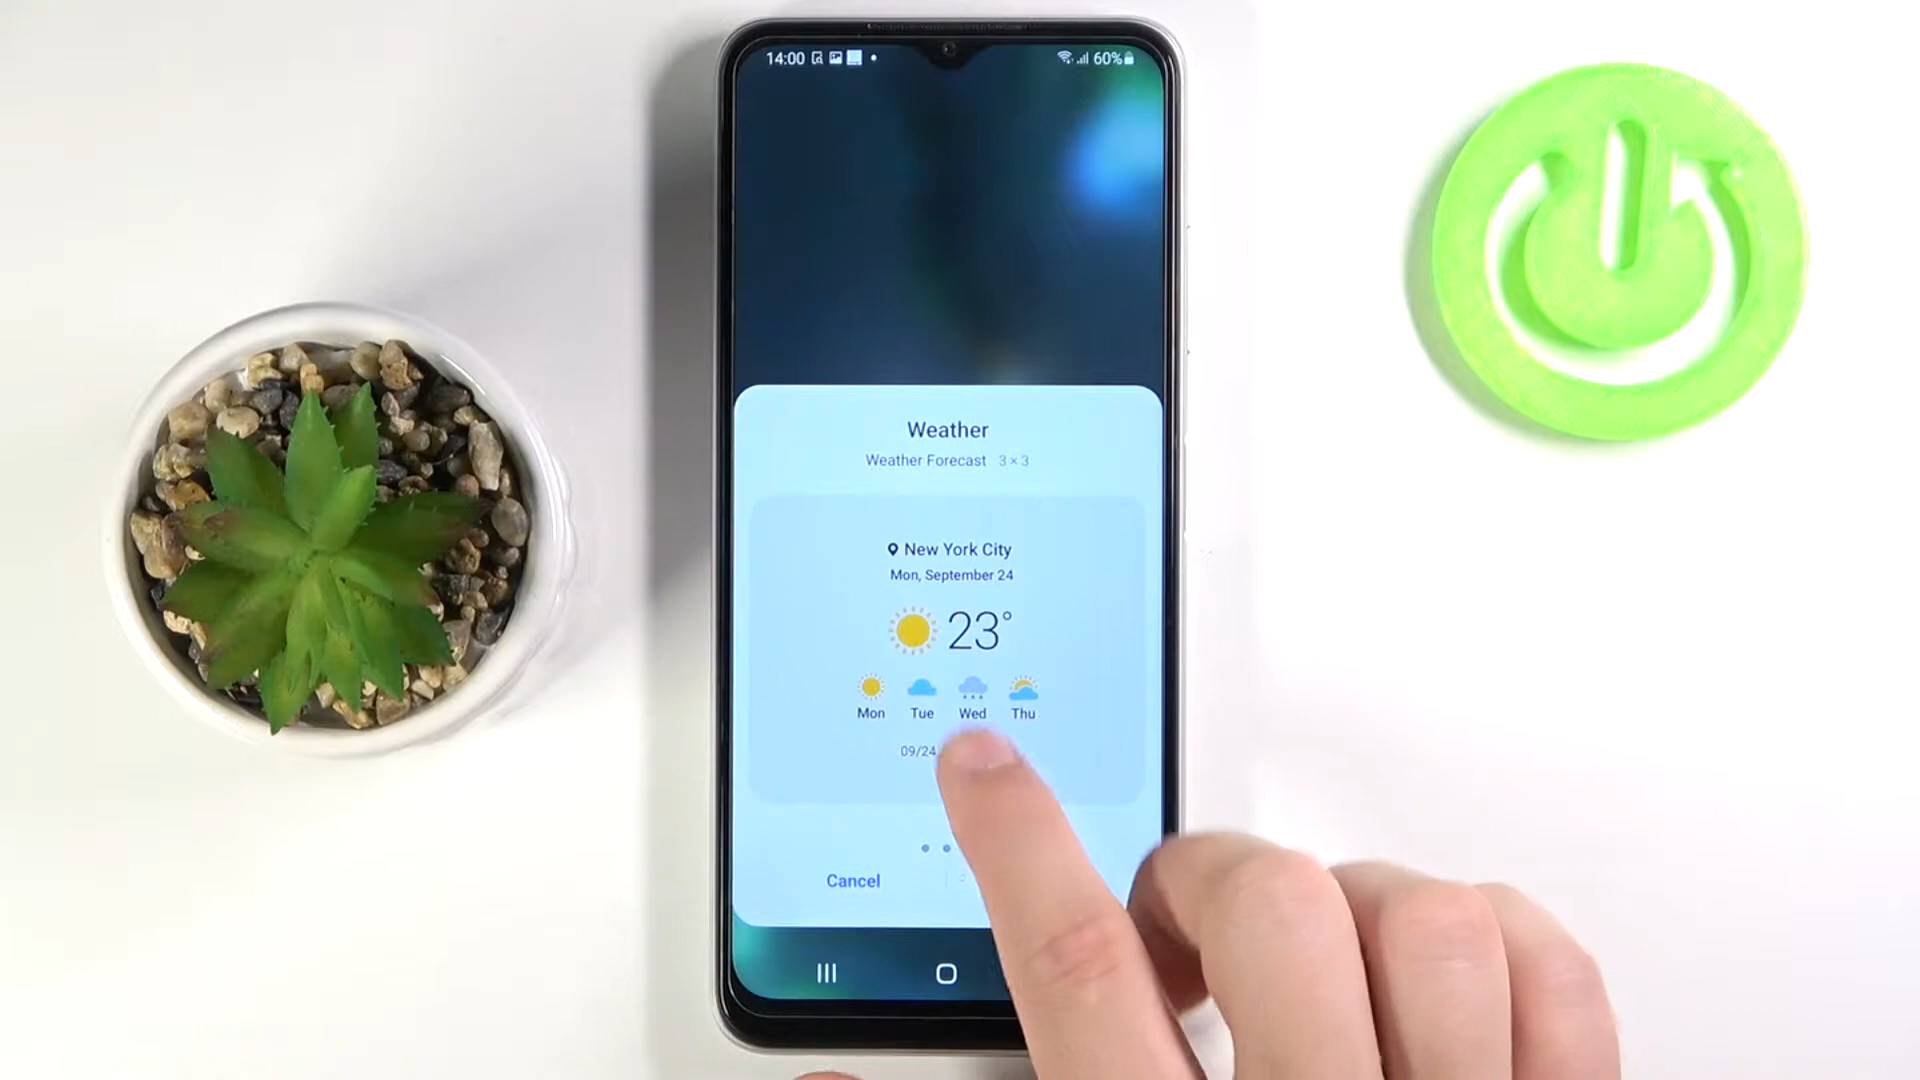 14:00
60%
Weather
Weather Forecast 3 × 3
New York City
Mon, September 24
23°
Mon Tue Wed Thu
09/24
Cancel